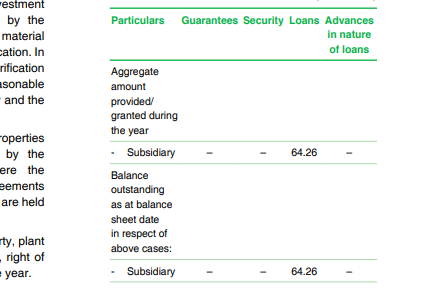 vestment
by the
material
cation. In
rification
asonable
and the
roperties
by the
ere the
eements
are held
rty, plant
, right of
e year.
Particulars Guarantees Security Loans Advances
in nature
of loans
Aggregate
amount
provided/
granted during
the year
- Subsidiary – – 64.26 –
Balance
outstanding
as at balance
sheet date
in respect of
above cases:
- Subsidiary – – 64.26 –